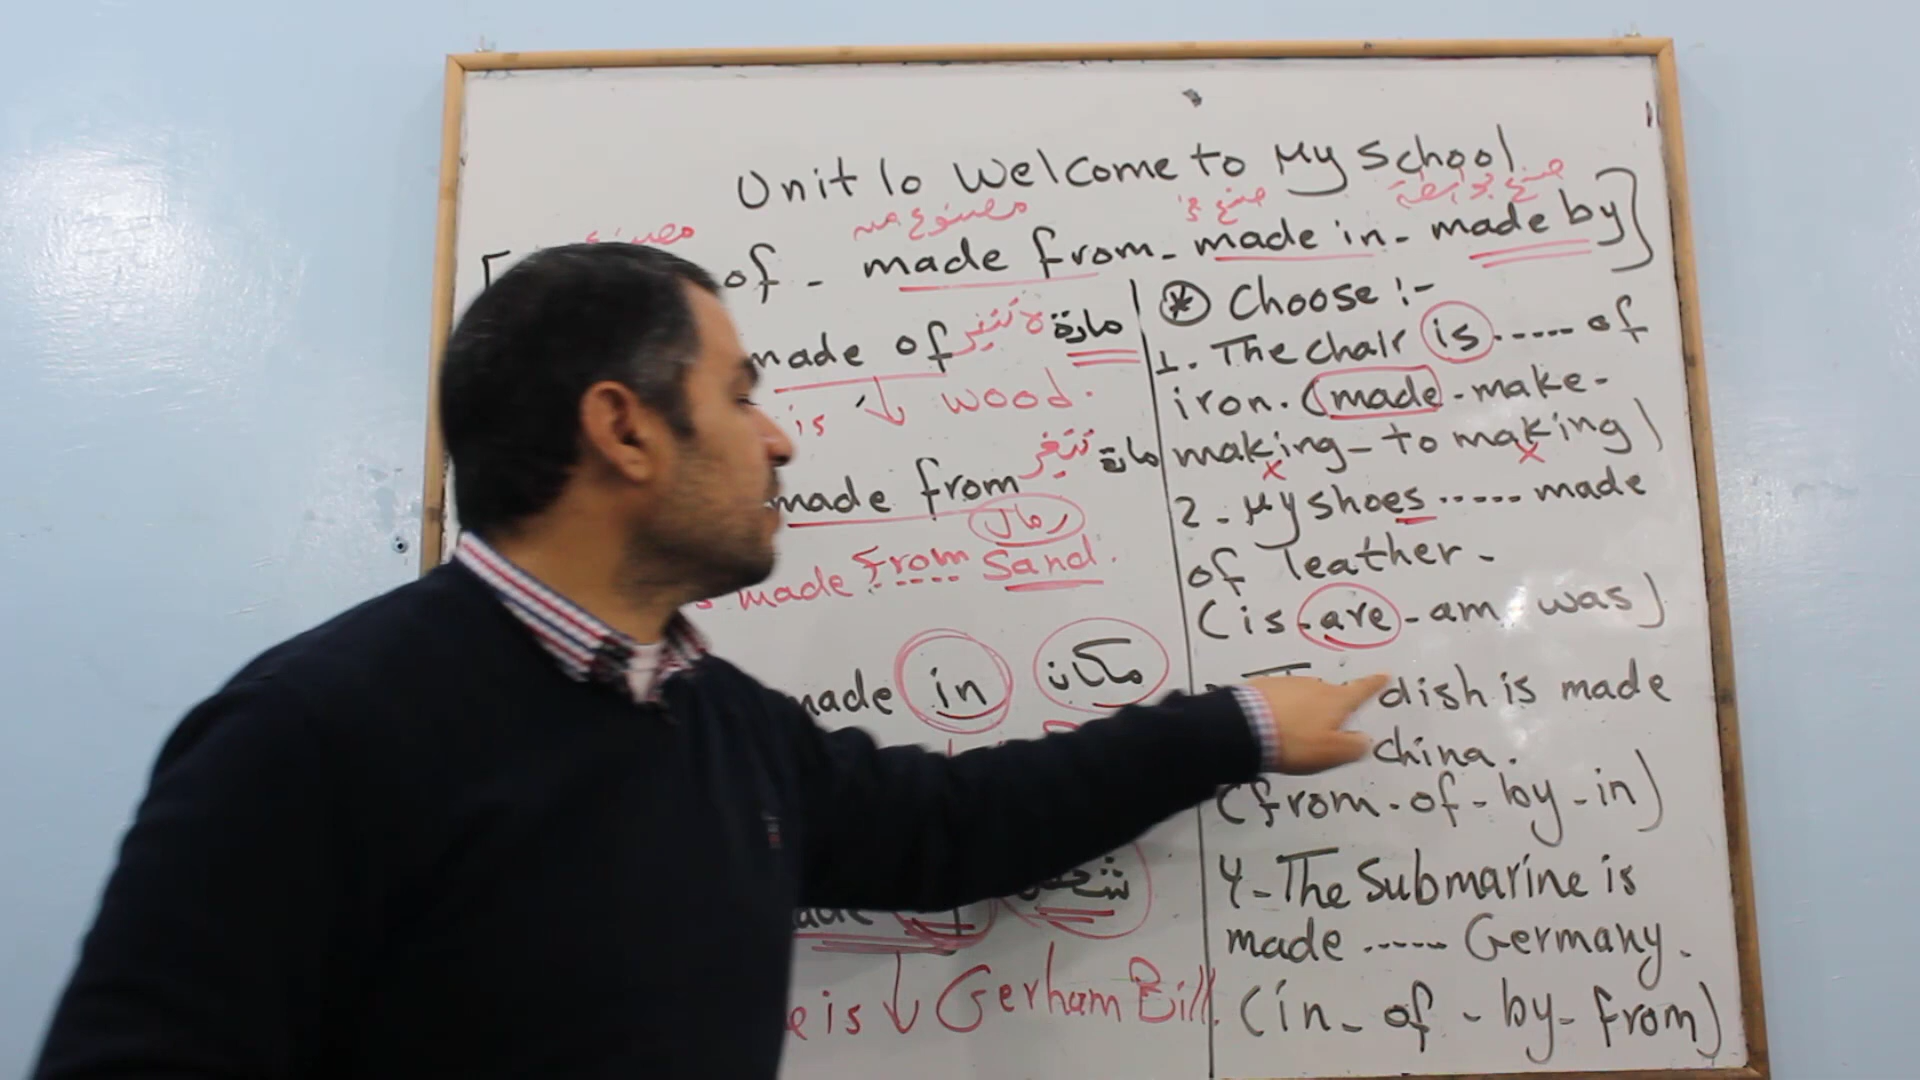 Unit 10 Welcome to My School
مصنوع من صنع في صنع بواسطة
of - made from - made in - made by]
made of لا تتغير مادة
is ↓ wood.
made from تتغير مادة
رمال
made from Sand.
made in مكان
made شخص
e is ↓ Gerham Bill.
* Choose :-
1. The chair is ----- of
iron. (made - make -
making - to making)
2 - My shoes ----- made
of leather -
(is - are - am was)
dish is made
china.
(from - of - by - in)
4 - The Submarine is
made ----- Germany.
(in - of - by - from)